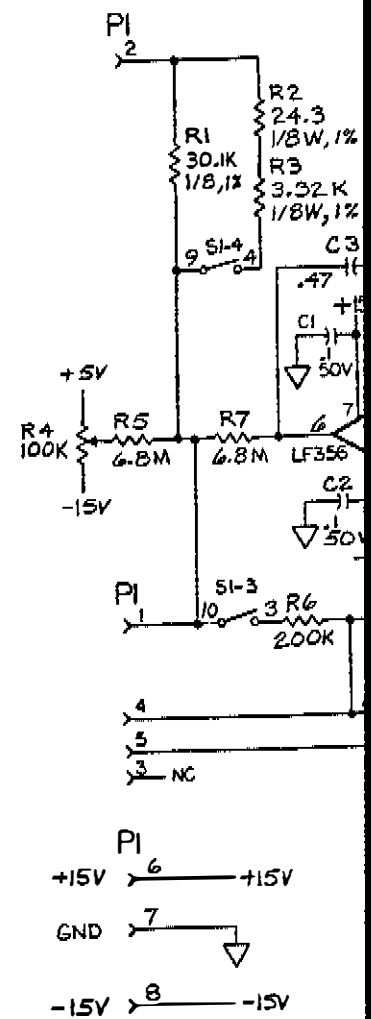 P1
2
R2
24.3
1/8W, 1%
R1
30.1K
1/8, 1%
R3
3.32K
1/8W, 1%
9 S1-4 4
C3
.47
+15
C1
.1
50V
7
+5V
R4
100K
R5
6.8M
R7
6.8M
6
LF356
-15V
C2
.1
50V
P1
1
10 S1-3 3 R6
200K
4
5
3 NC
P1
+15V 6 +15V
GND 7
-15V 8 -15V